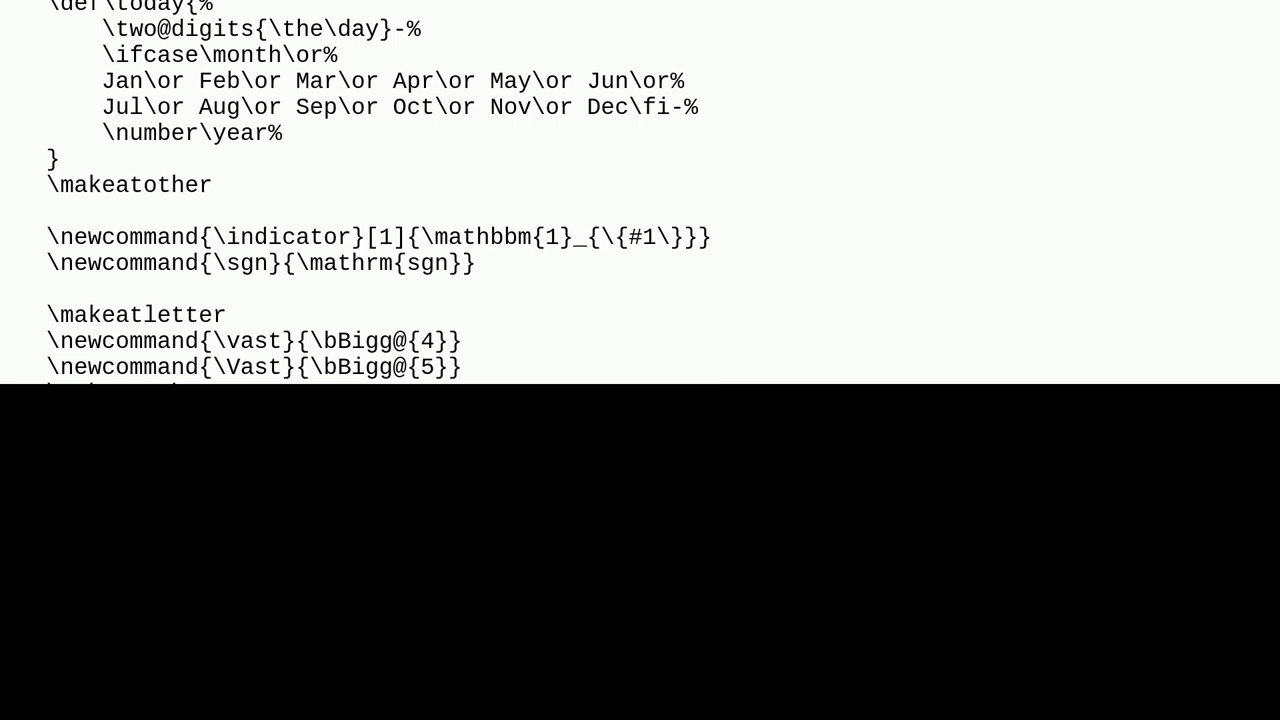 \def\today{%
    \two@digits{\the\day}-%
    \ifcase\month\or%
    Jan\or Feb\or Mar\or Apr\or May\or Jun\or%
    Jul\or Aug\or Sep\or Oct\or Nov\or Dec\fi-%
    \number\year%
}
\makeatother

\newcommand{\indicator}[1]{\mathbbm{1}_{\{#1\}}}
\newcommand{\sgn}{\mathrm{sgn}}

\makeatletter
\newcommand{\vast}{\bBigg@{4}}
\newcommand{\Vast}{\bBigg@{5}}